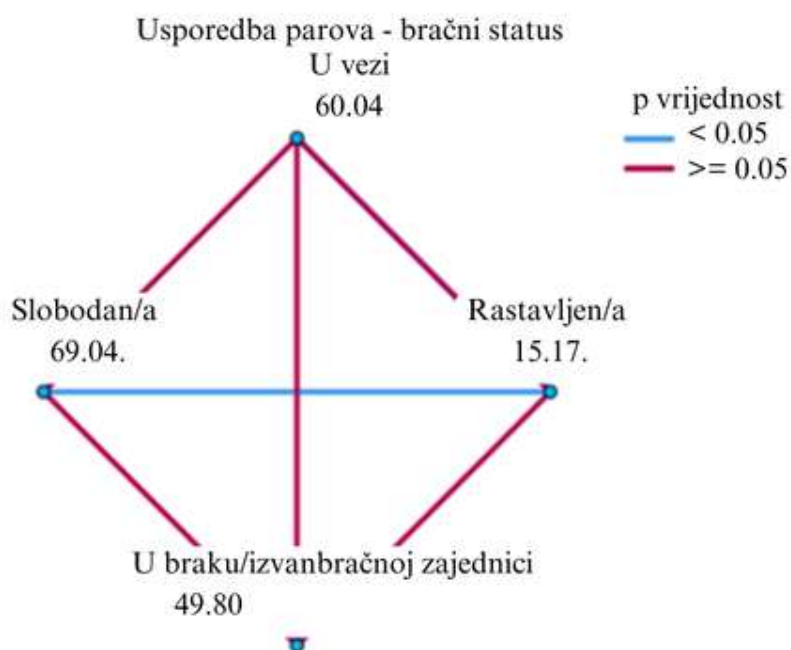 Usporedba parova - bračni status
U vezi
60.04
p vrijednost
< 0.05
>= 0.05
Slobodan/a
69.04.
Rastavljen/a
15.17.
U braku/izvanbračnoj zajednici
49.80